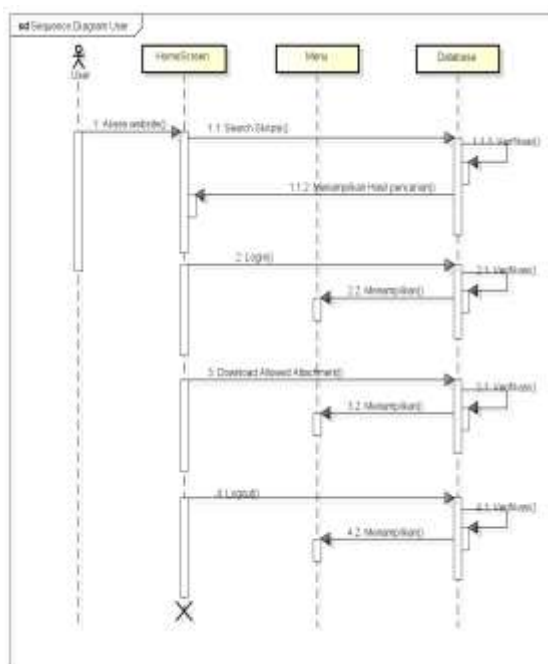 sd Sequence Diagram User
User
HomeScreen
Menu
Database
1. Akses website()
1.1. Search Skripsi()
1.1.1. Verifikasi()
1.1.2. Menampilkan Hasil pencarian()
2. Login()
2.1. Verifikasi()
2.2. Menampilkan()
3. Download Allowed Attachment()
3.1. Verifikasi()
3.2. Menampilkan()
4. Logout()
4.1. Verifikasi()
4.2. Menampilkan()